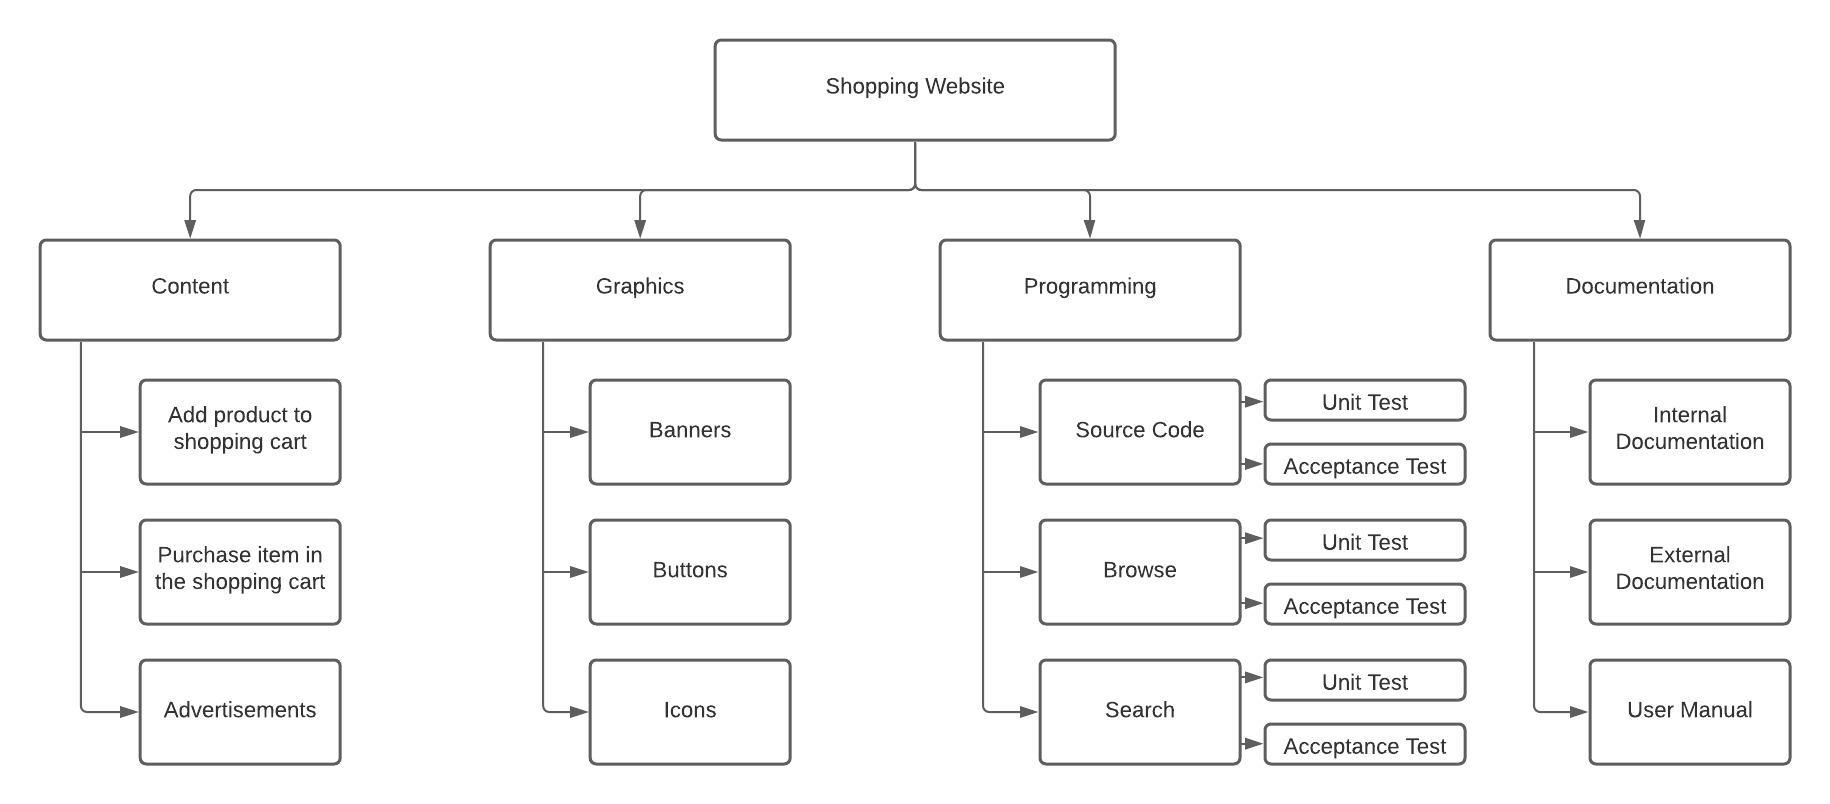 Shopping Website
Content
Graphics
Programming
Documentation
Add product to
shopping cart
Purchase item in
the shopping cart
Advertisements
Banners
Buttons
Icons
Source Code
Unit Test
Acceptance Test
Browse
Unit Test
Acceptance Test
Search
Unit Test
Acceptance Test
Internal
Documentation
External
Documentation
User Manual